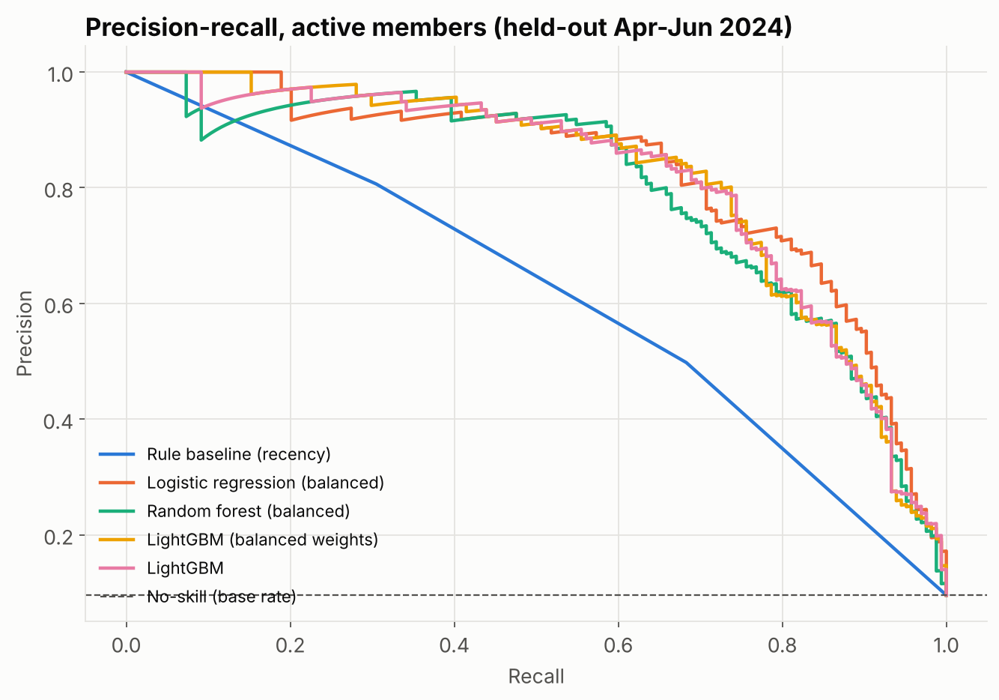 Precision-recall, active members (held-out Apr-Jun 2024)
Precision
1.0
0.8
0.6
0.4
0.2
Rule baseline (recency)
Logistic regression (balanced)
Random forest (balanced)
LightGBM (balanced weights)
LightGBM
No-skill (base rate)
0.0 0.2 0.4 0.6 0.8 1.0
Recall